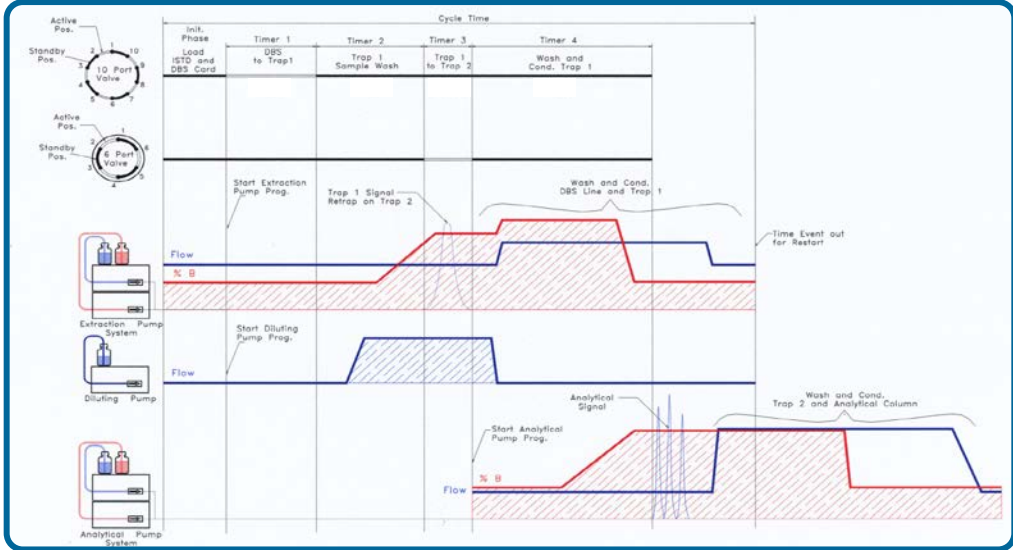 Cycle Time
Active
Pos.
Standby
Pos.
2 1 10
3 9
4 8
5 6 7
10 Port
Valve
Init.
Phase
Load
ISTD and
DBS Card
Timer 1
DBS
to Trap1
Timer 2
Trap 1
Sample Wash
Timer 3
Trap 1
to Trap 2
Timer 4
Wash and
Cond. Trap 1
Active
Pos.
Standby
Pos.
1
2 6
3 5
4
6 Port
Valve
Start Extraction
Pump Prog.
Trap 1 Signal
Retrap on Trap 2
Wash and Cond.
DBS Line and Trap 1
Time Event out
for Restart
Flow
% B
Extraction Pump
System
Start Diluting
Pump Prog.
Flow
Diluting Pump
Analytical
Signal
Wash and Cond.
Trap 2 and Analytical Column
Start Analytical
Pump Prog.
% B
Flow
Analytical Pump
System